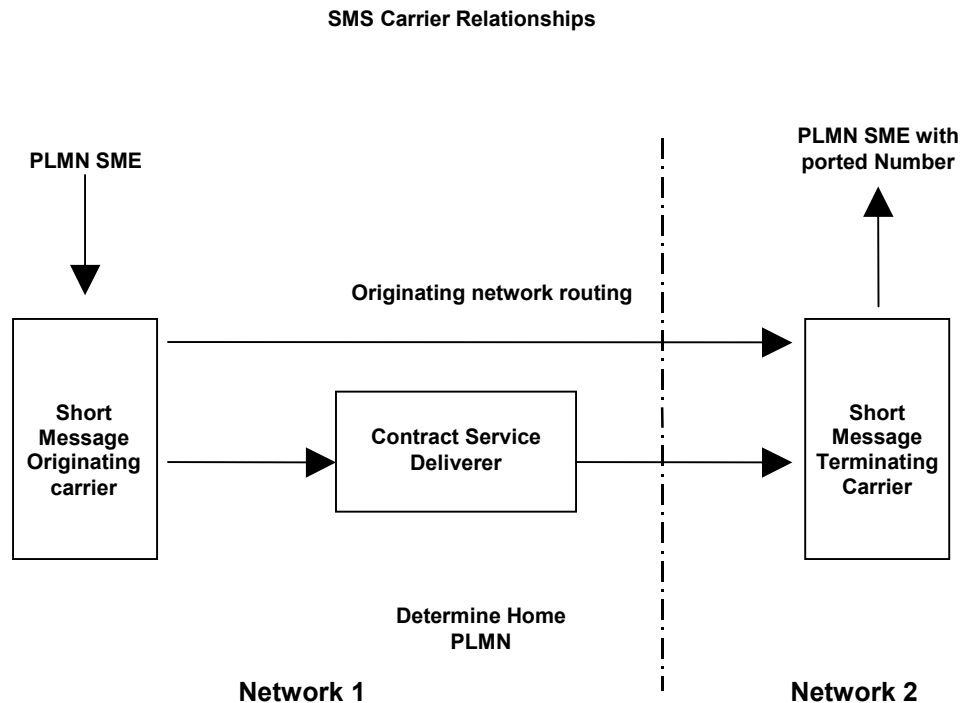 SMS Carrier Relationships
PLMN SME
PLMN SME with
ported Number
Originating network routing
Short
Message
Originating
carrier
Contract Service
Deliverer
Short
Message
Terminating
Carrier
Determine Home
PLMN
Network 1
Network 2